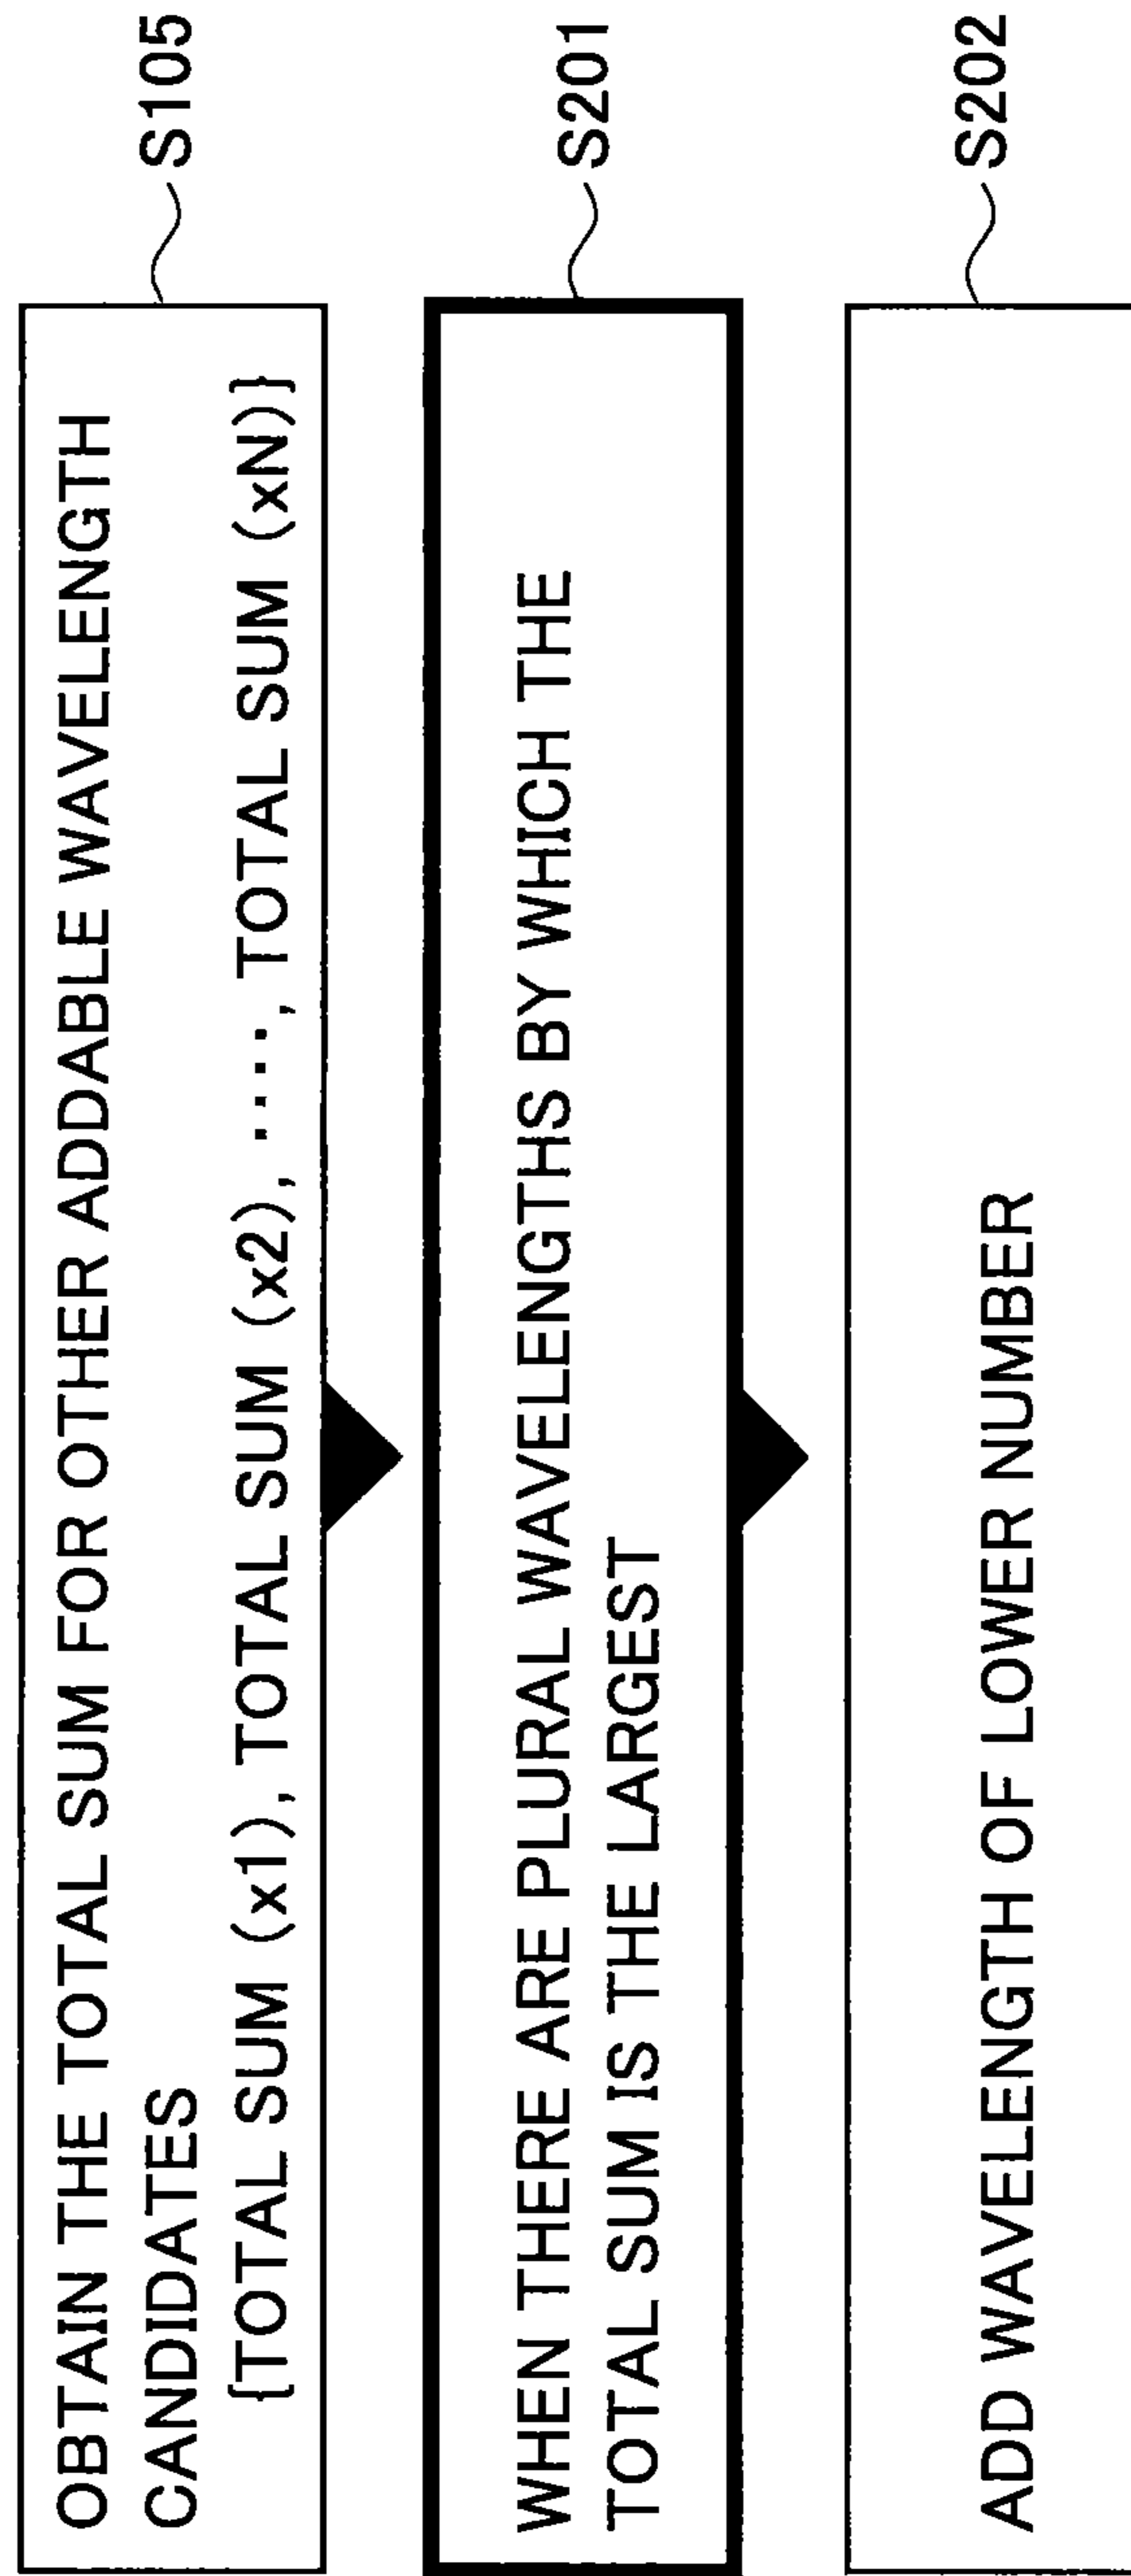 OBTAIN THE TOTAL SUM FOR OTHER ADDABLE WAVELENGTH
CANDIDATES
{TOTAL SUM (x1), TOTAL SUM (x2), ····, TOTAL SUM (xN)}
S105
WHEN THERE ARE PLURAL WAVELENGTHS BY WHICH THE
TOTAL SUM IS THE LARGEST
S201
ADD WAVELENGTH OF LOWER NUMBER
S202